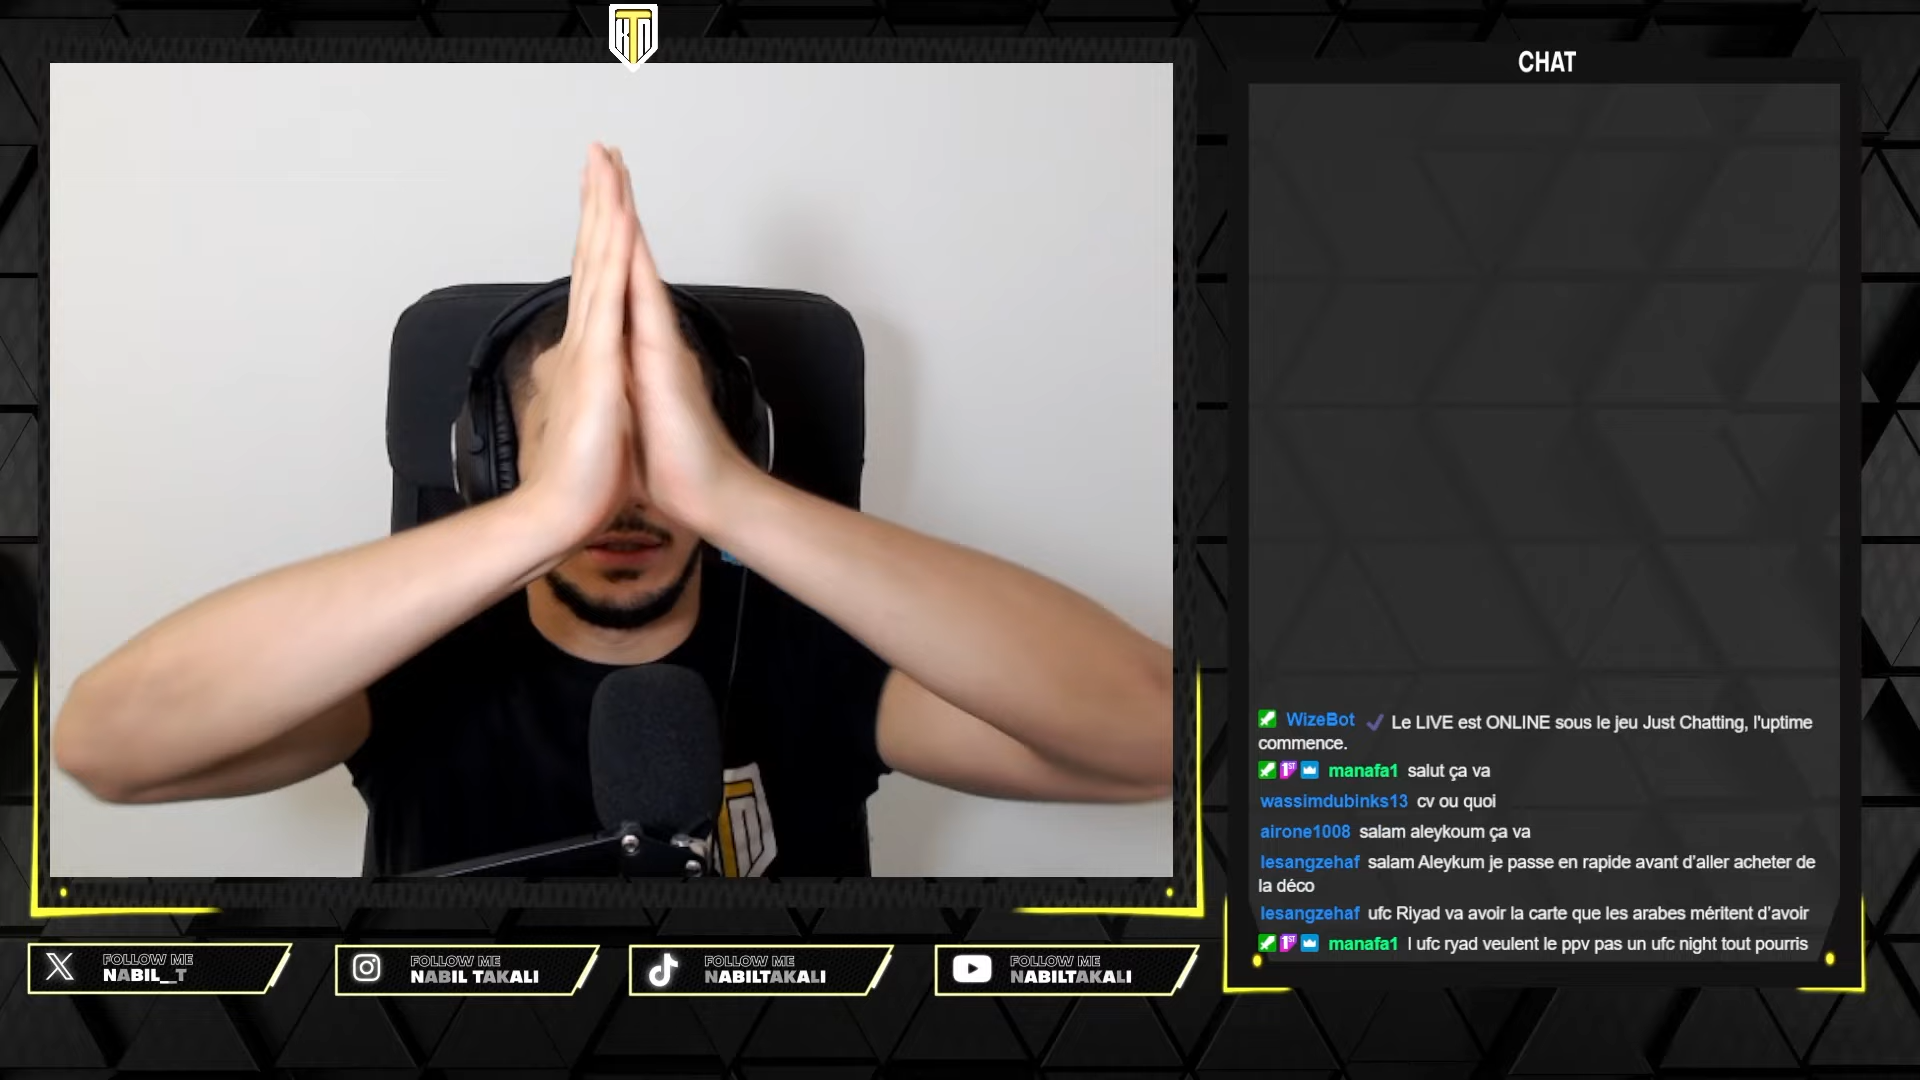 CHAT
WizeBot Le LIVE est ONLINE sous le jeu Just Chatting, l'uptime
commence.
manafa1 salut ça va
wassimdubinks13 cv ou quoi
airone1008 salam aleykoum ça va
lesangzehaf salam Aleykum je passe en rapide avant d'aller acheter de
la déco
lesangzehaf ufc Riyad va avoir la carte que les arabes méritent d'avoir
manafa1 l ufc ryad veulent le ppv pas un ufc night tout pourris
FOLLOW ME
NABIL__T
FOLLOW ME
NABIL TAKALI
FOLLOW ME
NABILTAKALI
FOLLOW ME
NABILTAKALI